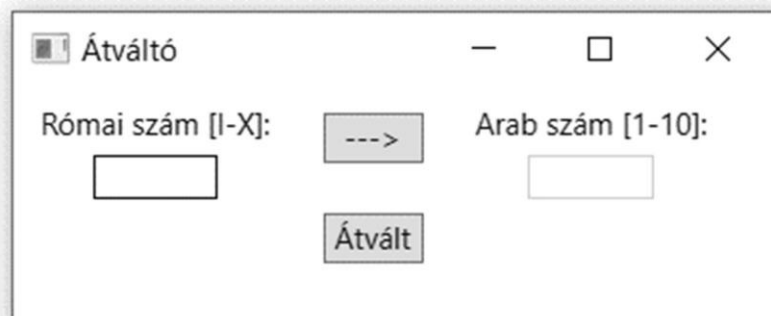 Átváltó
Római szám [I-X]:
--->
Arab szám [1-10]:
Átvált